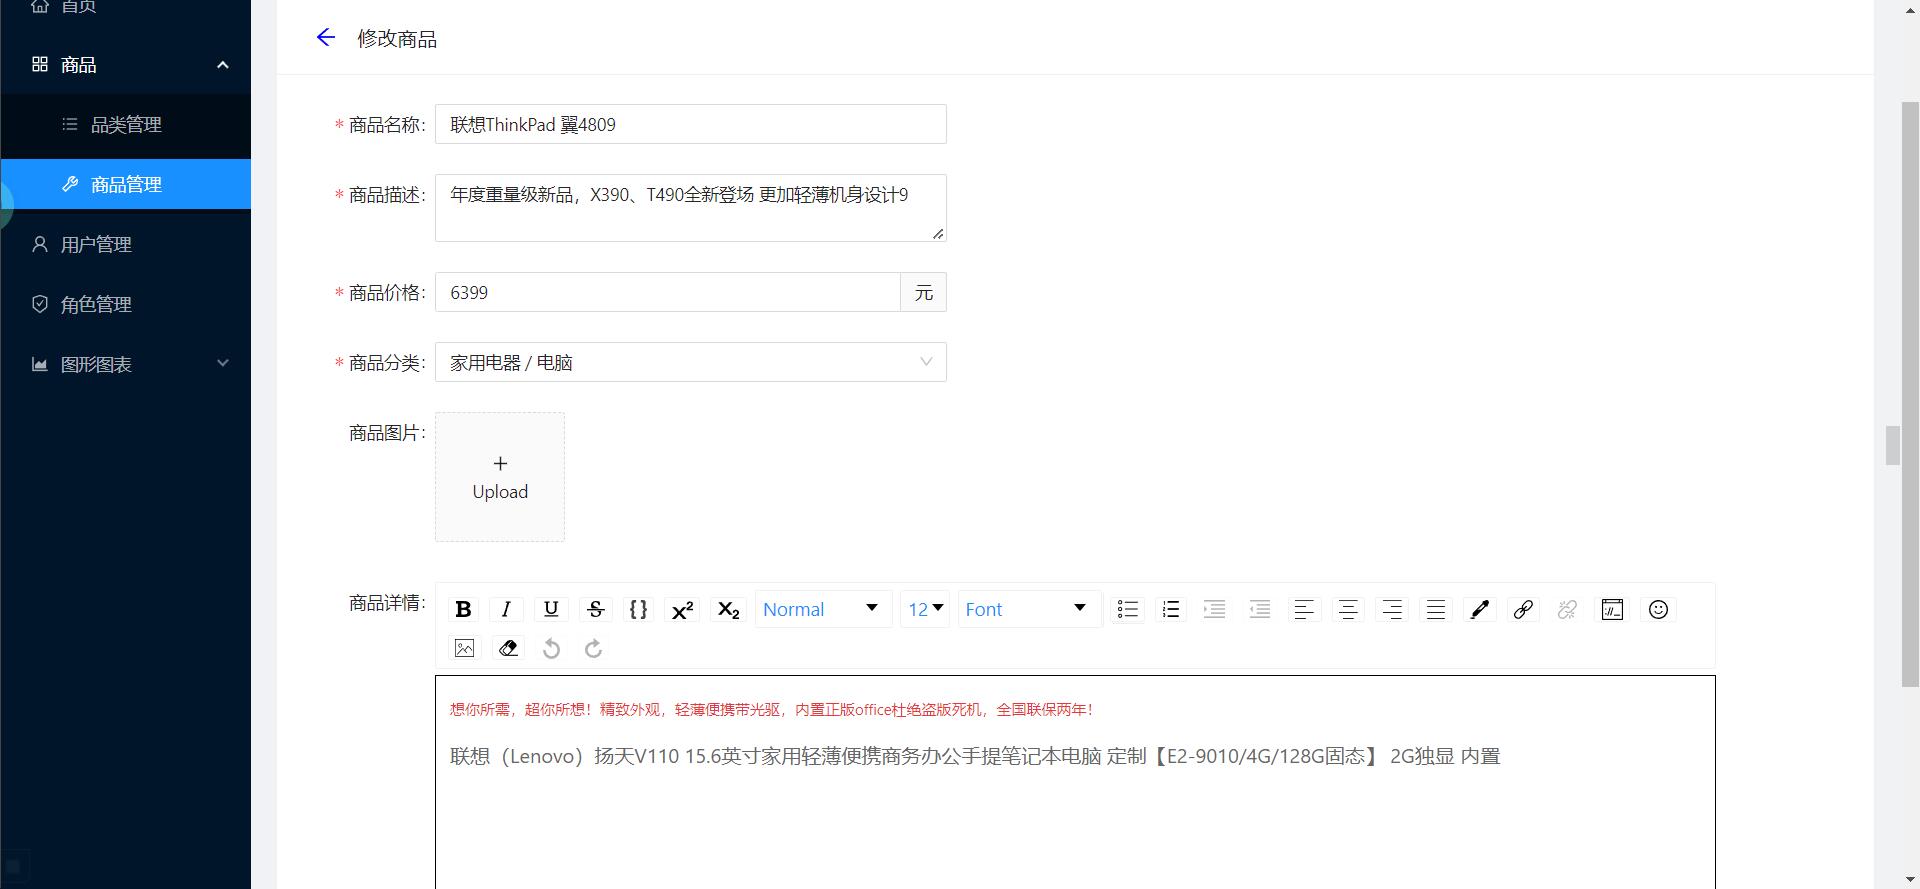 首页
商品
品类管理
商品管理
用户管理
角色管理
图形图表
修改商品
* 商品名称:
联想ThinkPad 翼4809
* 商品描述:
年度重量级新品，X390、T490全新登场 更加轻薄机身设计9
* 商品价格:
6399
元
* 商品分类:
家用电器 / 电脑
商品图片:
+
Upload
商品详情:
B I U S {} x² X₂ Normal 12 Font
想你所需，超你所想！精致外观，轻薄便携带光驱，内置正版office杜绝盗版死机，全国联保两年！
联想（Lenovo）扬天V110 15.6英寸家用轻薄便携商务办公手提笔记本电脑 定制【E2-9010/4G/128G固态】 2G独显 内置